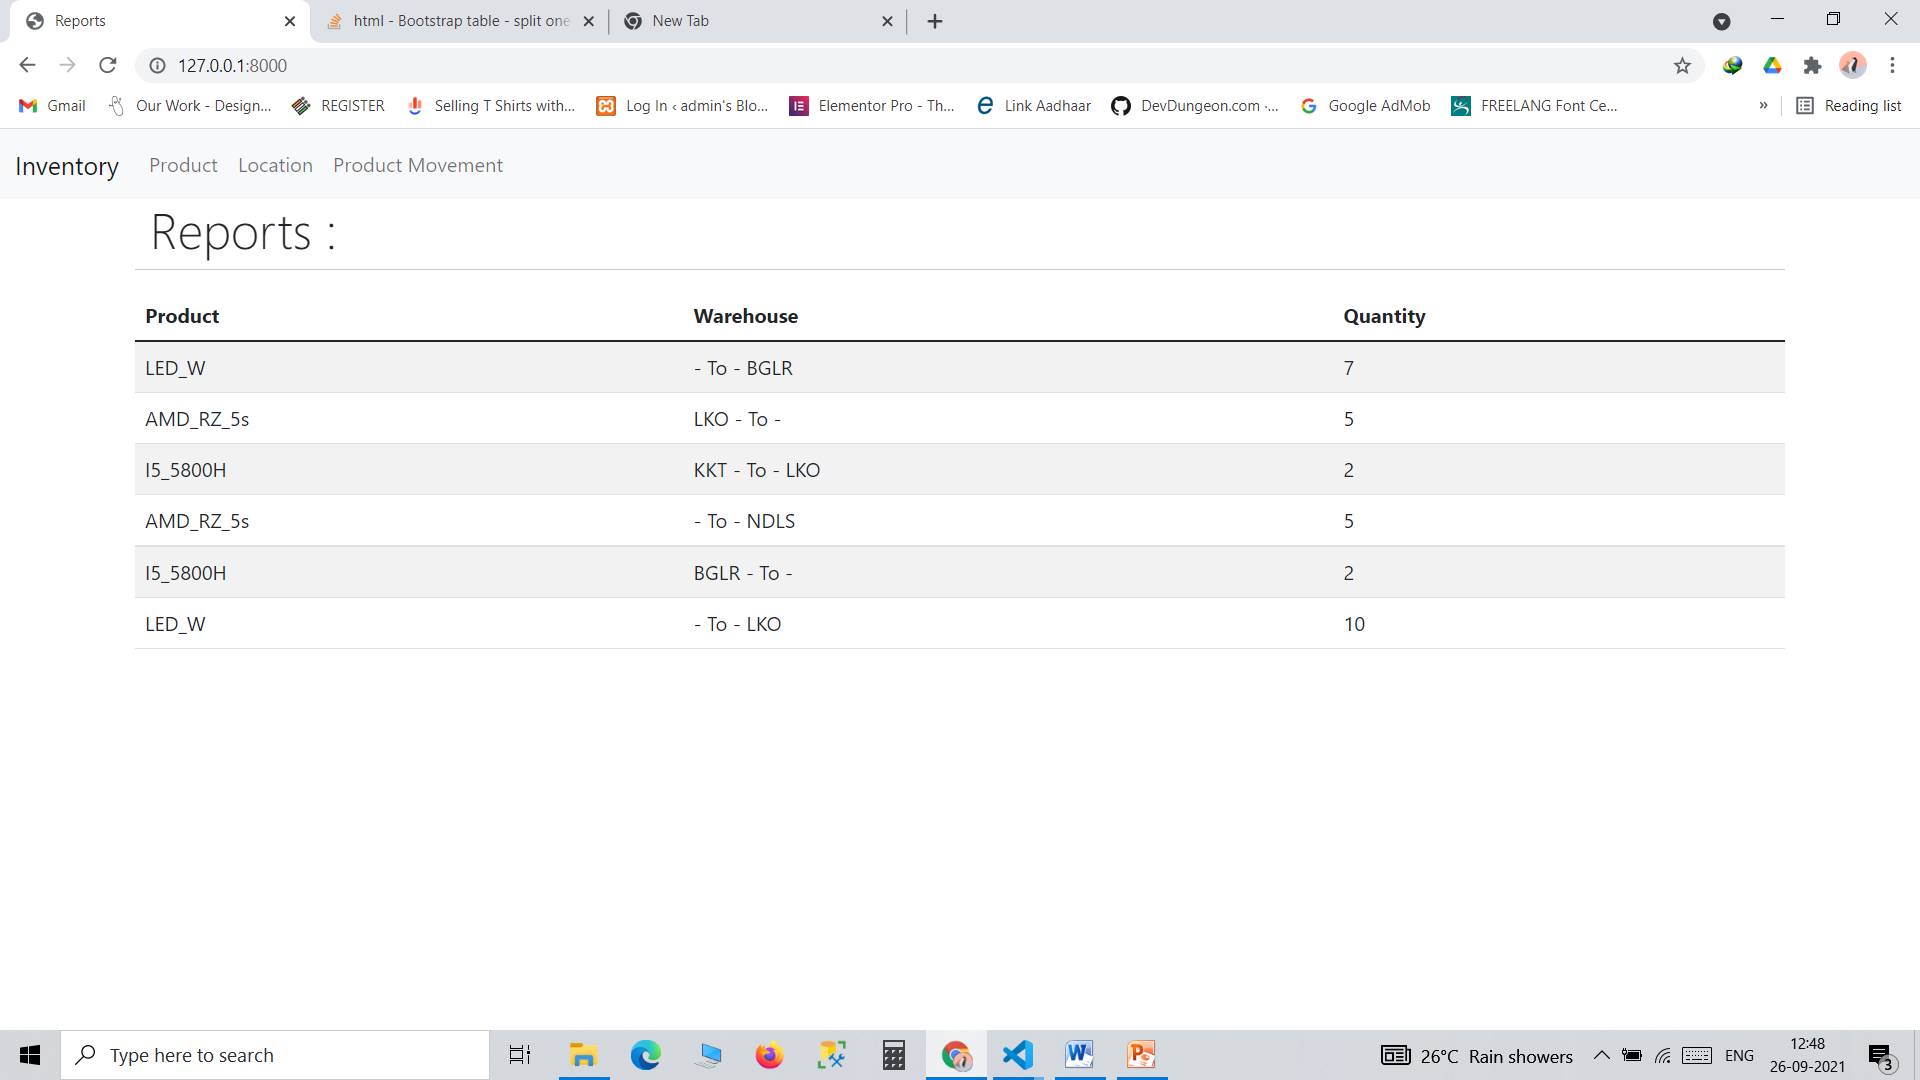 Reports
html - Bootstrap table - split one
New Tab
127.0.0.1:8000
Gmail
Our Work - Design...
REGISTER
Selling T Shirts with...
Log In ‹ admin's Blo...
Elementor Pro - Th...
Link Aadhaar
DevDungeon.com -...
Google AdMob
FREELANG Font Ce...
»
Reading list
Inventory Product Location Product Movement
Reports :
Product Warehouse Quantity
LED_W - To - BGLR 7
AMD_RZ_5s LKO - To - 5
I5_5800H KKT - To - LKO 2
AMD_RZ_5s - To - NDLS 5
I5_5800H BGLR - To - 2
LED_W - To - LKO 10
Type here to search
26°C Rain showers
ENG
12:48
26-09-2021
3